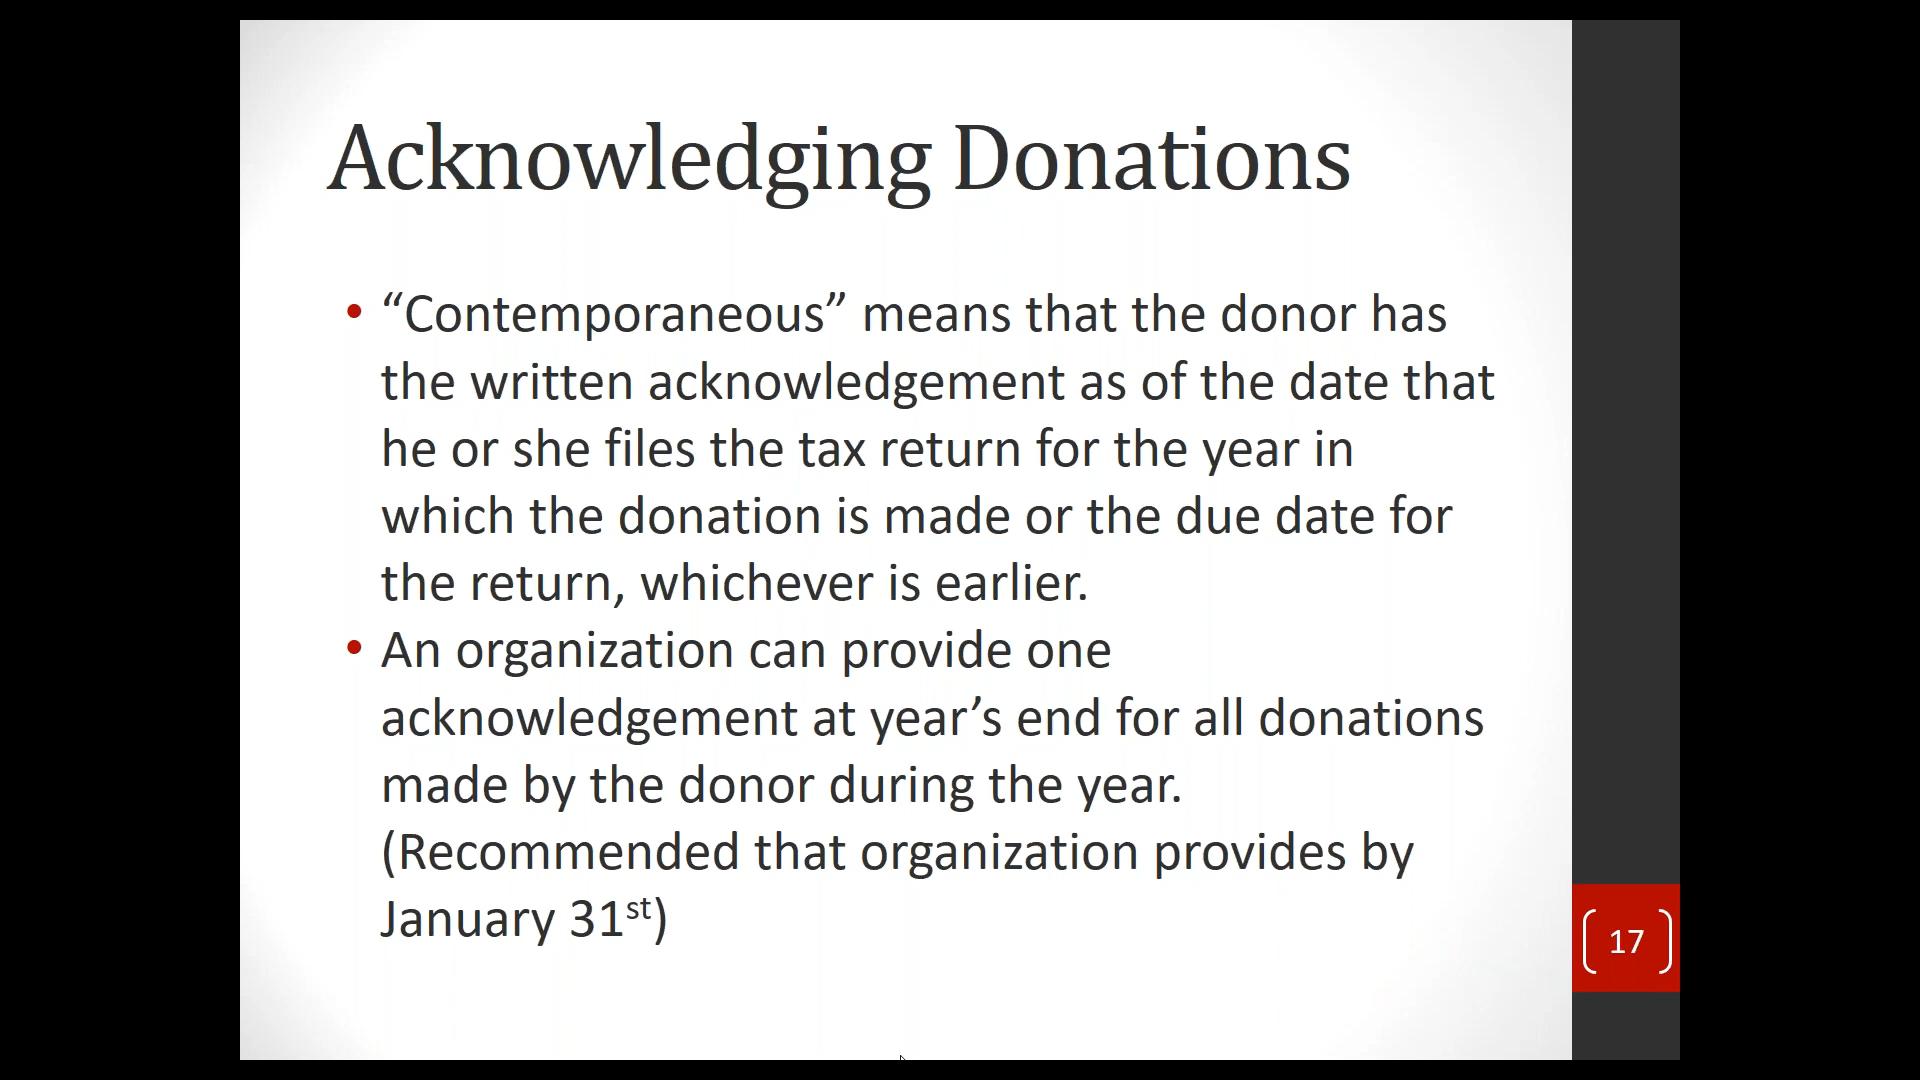 Acknowledging Donations
• “Contemporaneous” means that the donor has
the written acknowledgement as of the date that
he or she files the tax return for the year in
which the donation is made or the due date for
the return, whichever is earlier.
• An organization can provide one
acknowledgement at year’s end for all donations
made by the donor during the year.
(Recommended that organization provides by
January 31st)
17